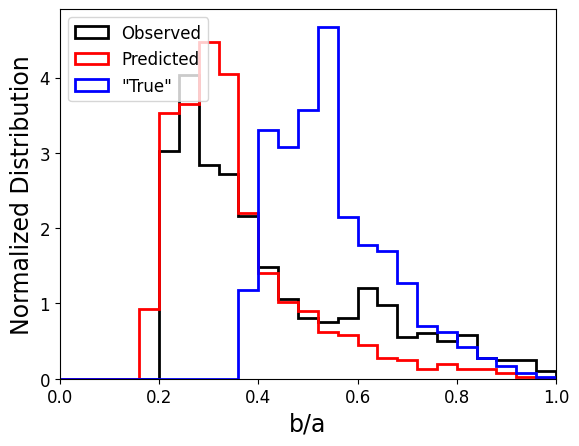 Observed
Predicted
"True"
Normalized Distribution
4
3
2
1
0
0.0 0.2 0.4 0.6 0.8 1.0
b/a